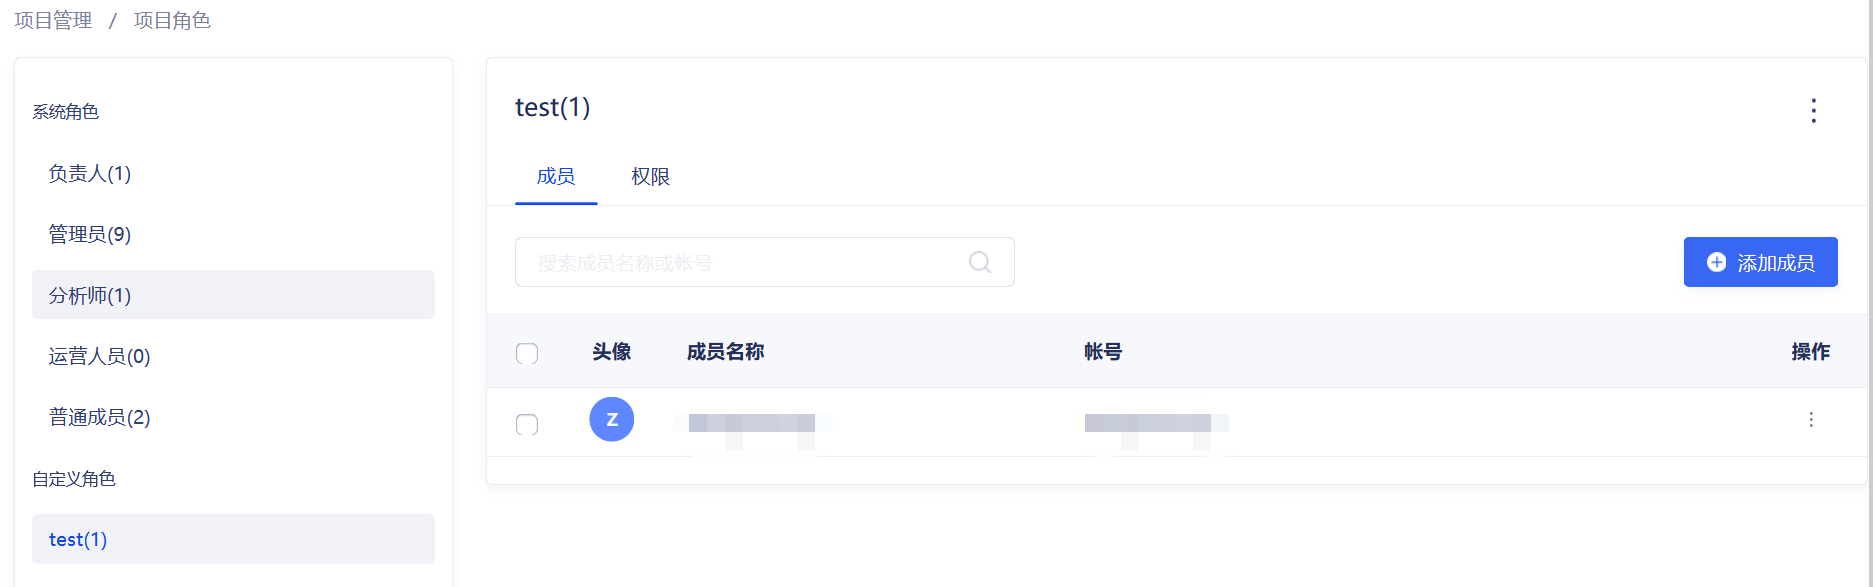 项目管理 / 项目角色
系统角色
负责人(1)
管理员(9)
分析师(1)
运营人员(0)
普通成员(2)
自定义角色
test(1)
test(1)
成员 权限
搜索成员名称或帐号
添加成员
头像 成员名称 帐号 操作
Z